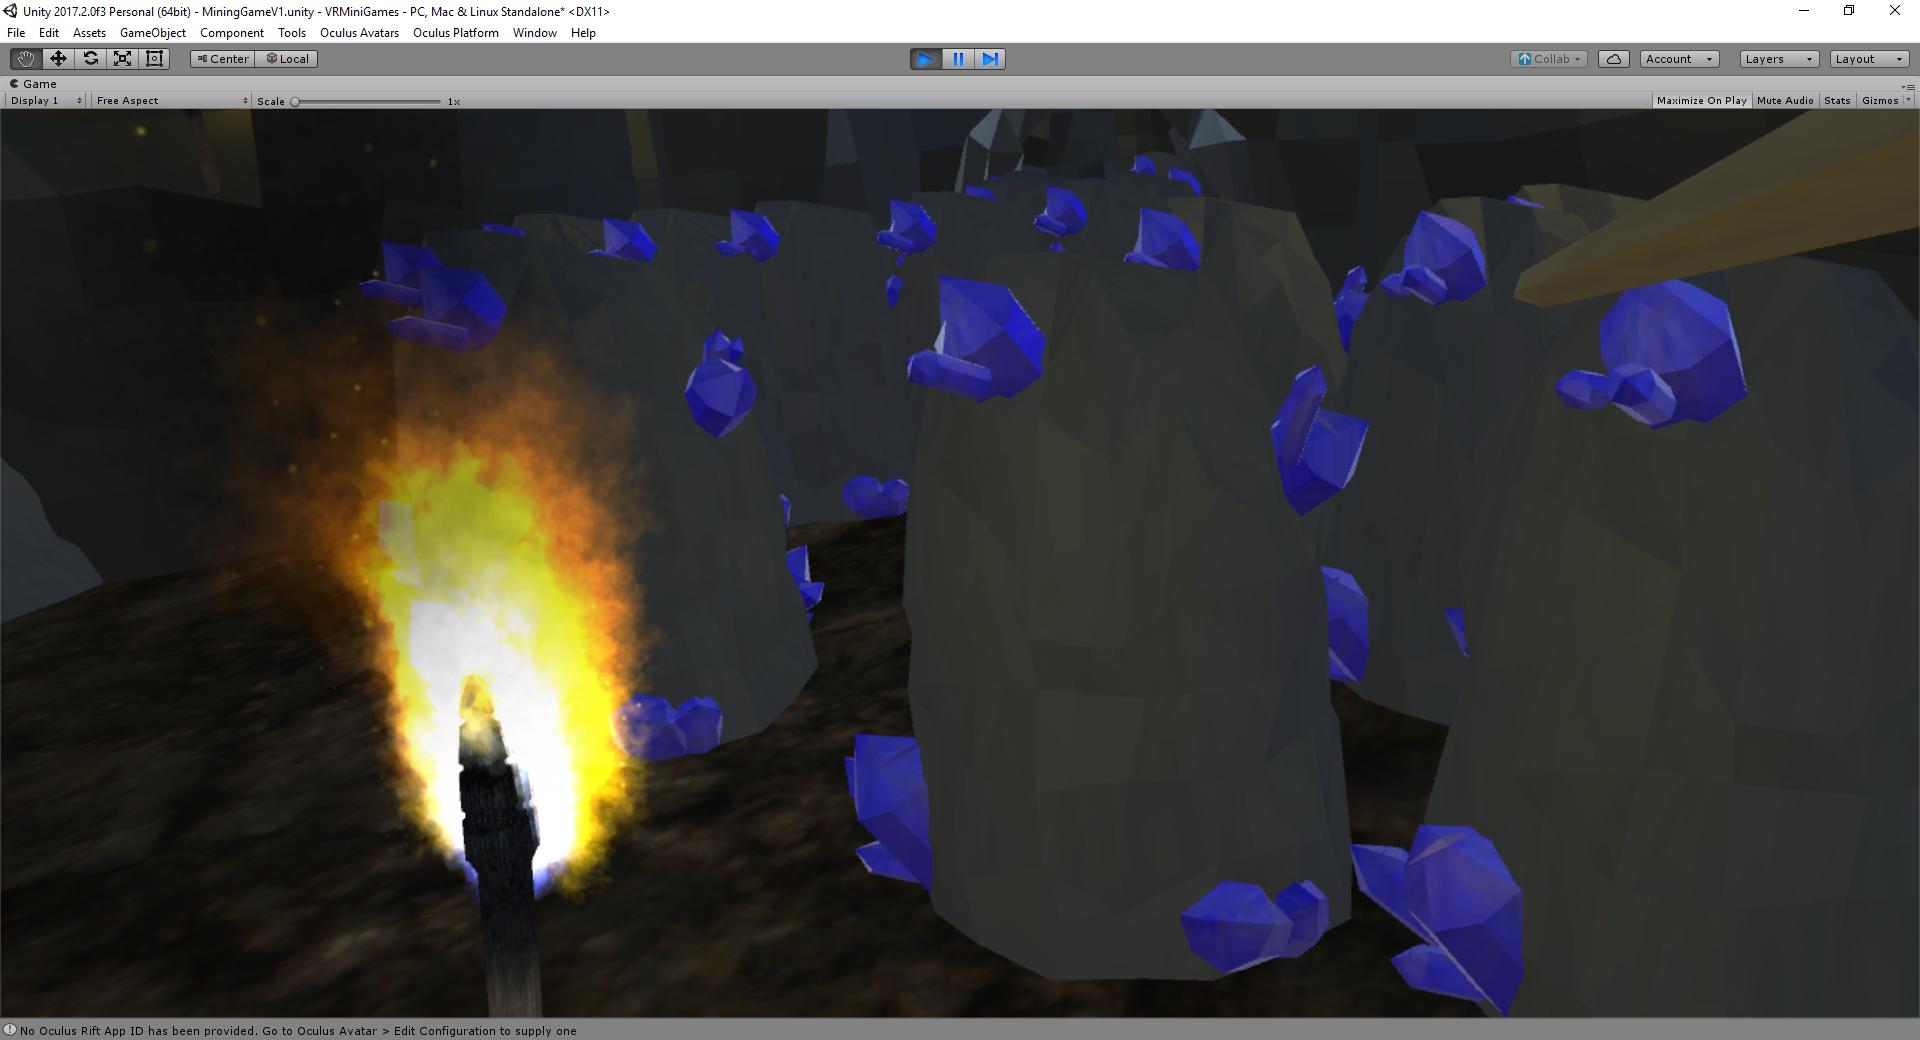 Unity 2017.2.0f3 Personal (64bit) - MiningGameV1.unity - VRMiniGames - PC, Mac & Linux Standalone* <DX11>
File Edit Assets GameObject Component Tools Oculus Avatars Oculus Platform Window Help
Center Local Collab Account Layers Layout
Game
Display 1 Free Aspect Scale 1x Maximize On Play Mute Audio Stats Gizmos
No Oculus Rift App ID has been provided. Go to Oculus Avatar > Edit Configuration to supply one